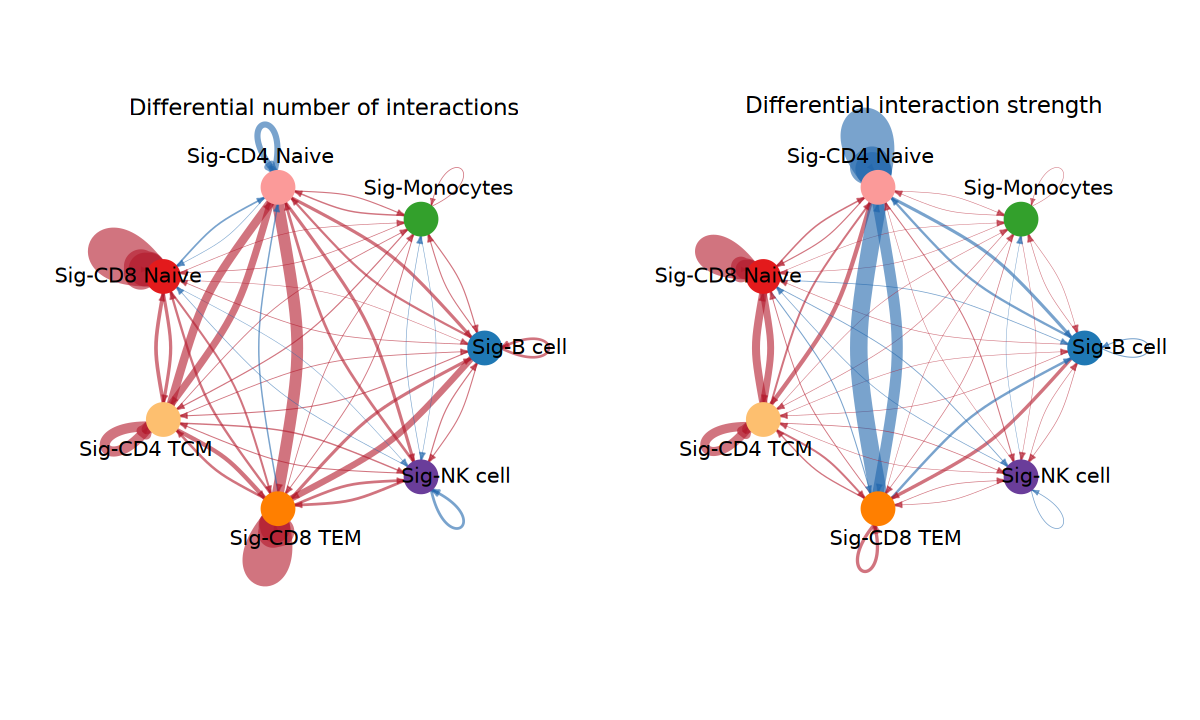 Differential number of interactions
Sig-CD4 Naive
Sig-Monocytes
Sig-CD8 Naive
Sig-B cell
Sig-CD4 TCM
Sig-NK cell
Sig-CD8 TEM
Differential interaction strength
Sig-CD4 Naive
Sig-Monocytes
Sig-CD8 Naive
Sig-B cell
Sig-CD4 TCM
Sig-NK cell
Sig-CD8 TEM